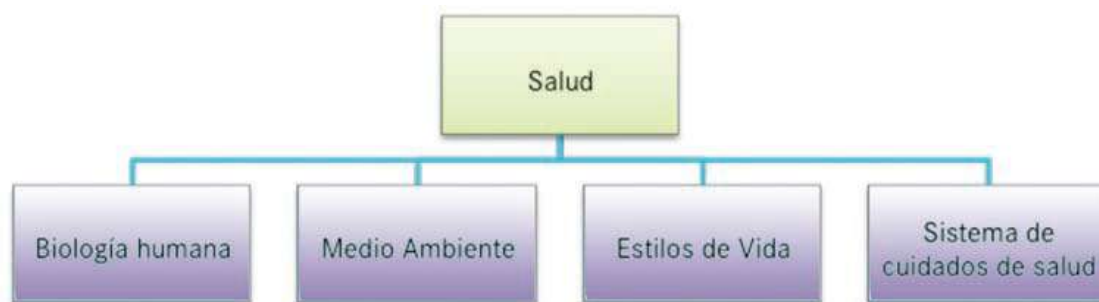 Salud
Biología humana
Medio Ambiente
Estilos de Vida
Sistema de
cuidados de salud